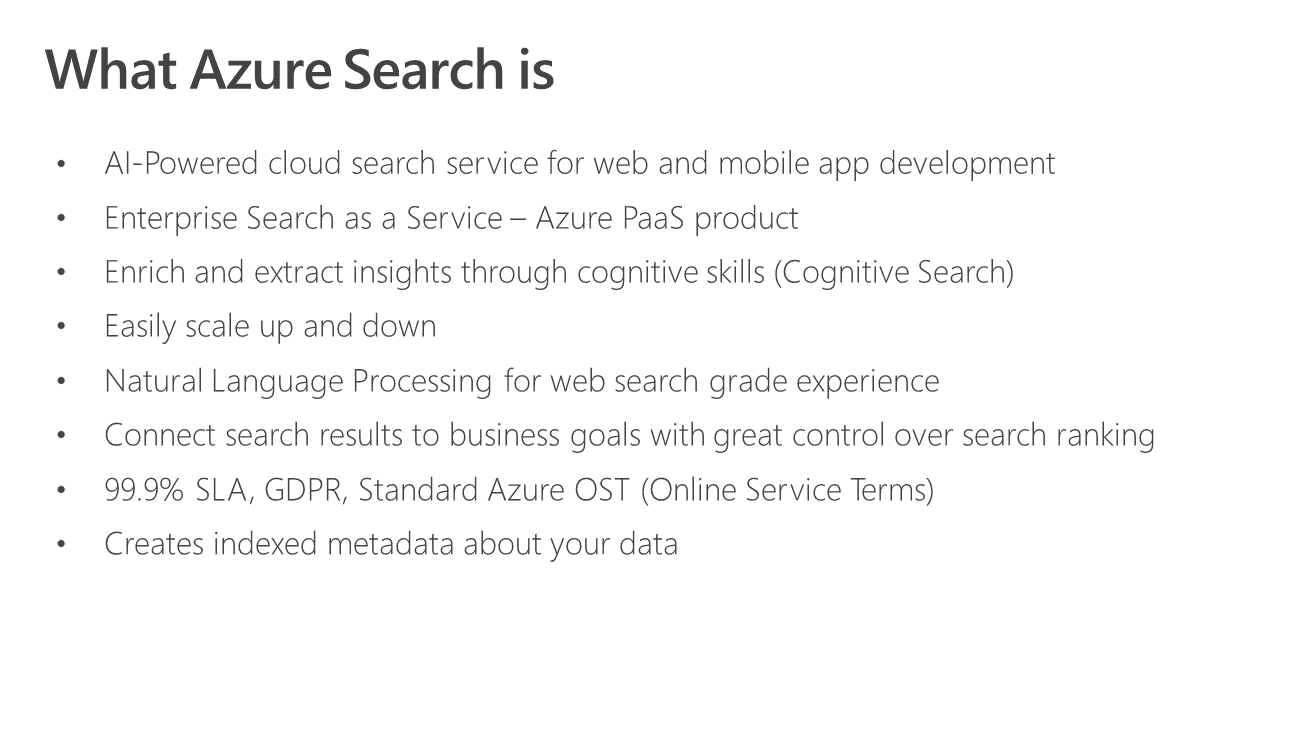 What Azure Search is
• AI-Powered cloud search service for web and mobile app development
• Enterprise Search as a Service – Azure PaaS product
• Enrich and extract insights through cognitive skills (Cognitive Search)
• Easily scale up and down
• Natural Language Processing for web search grade experience
• Connect search results to business goals with great control over search ranking
• 99.9% SLA, GDPR, Standard Azure OST (Online Service Terms)
• Creates indexed metadata about your data